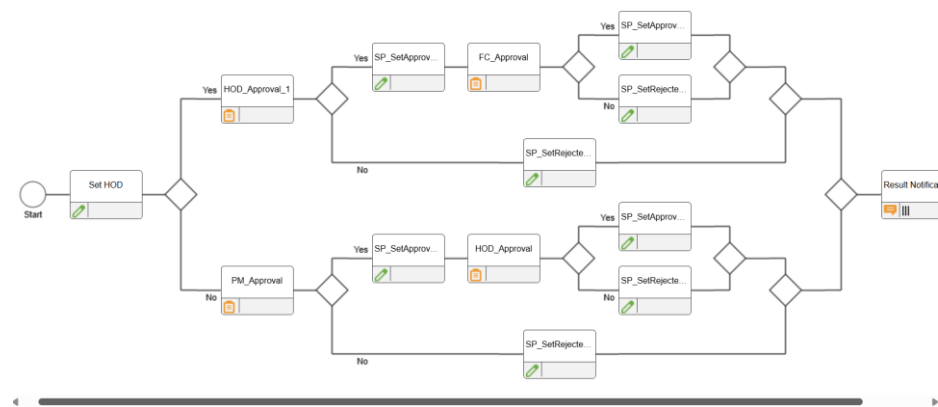 Yes
SP_SetApprov...
Yes
SP_SetApprov...
FC_Approval
Yes
HOD_Approval_1
SP_SetRejecte...
No
SP_SetRejecte...
No
Start
Set HOD
Result Notifica
Yes
SP_SetApprov...
Yes
SP_SetApprov...
HOD_Approval
No
PM_Approval
SP_SetRejecte...
No
SP_SetRejecte...
No